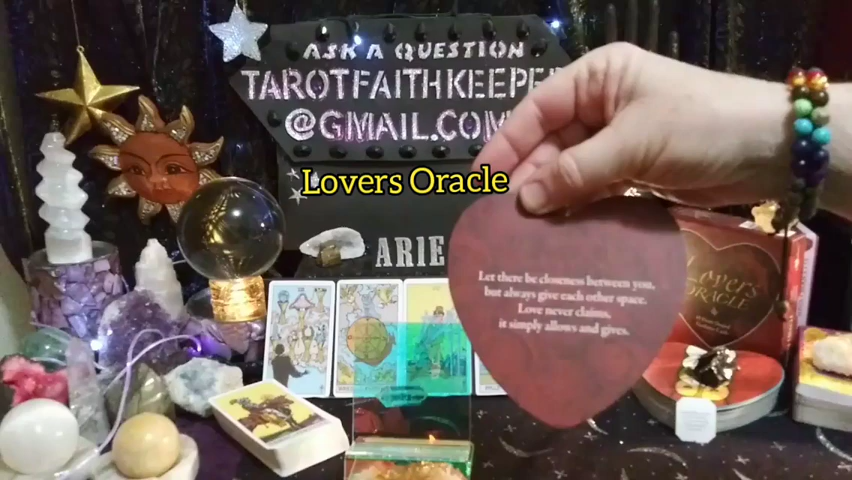 ASK A QUESTION
TAROTFAITHKEEPE
@GMAIL.COM
Lovers Oracle
ARIE
Let there be closeness between you,
but always give each other space.
Love never claims,
it simply allows and gives.
Lovers
ORACLE